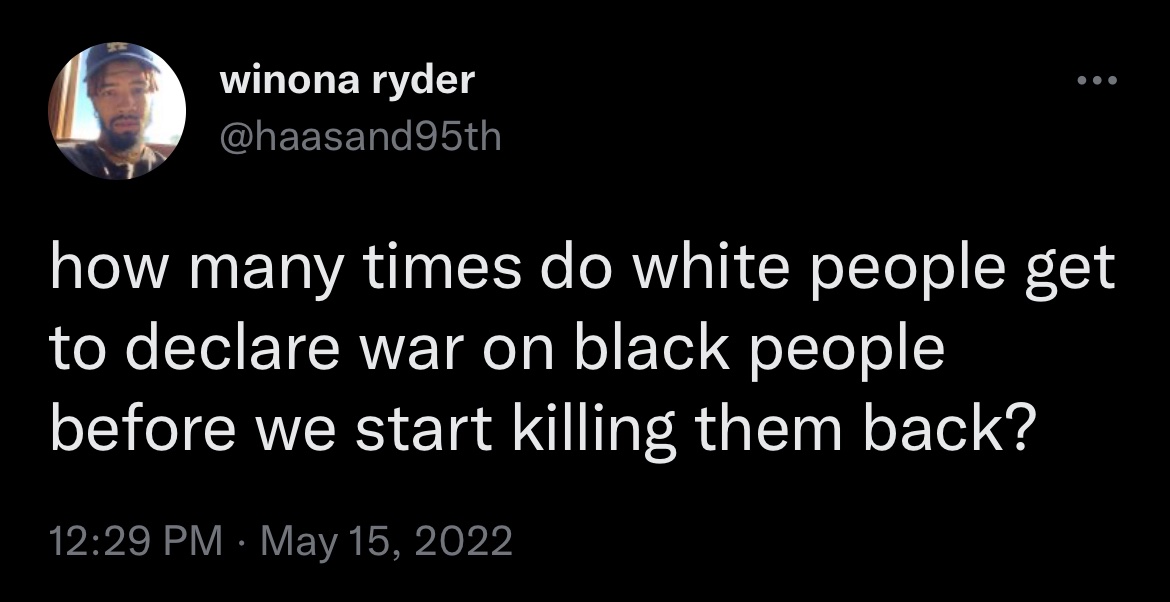 winona ryder
@haasand95th
how many times do white people get
to declare war on black people
before we start killing them back?
12:29 PM · May 15, 2022